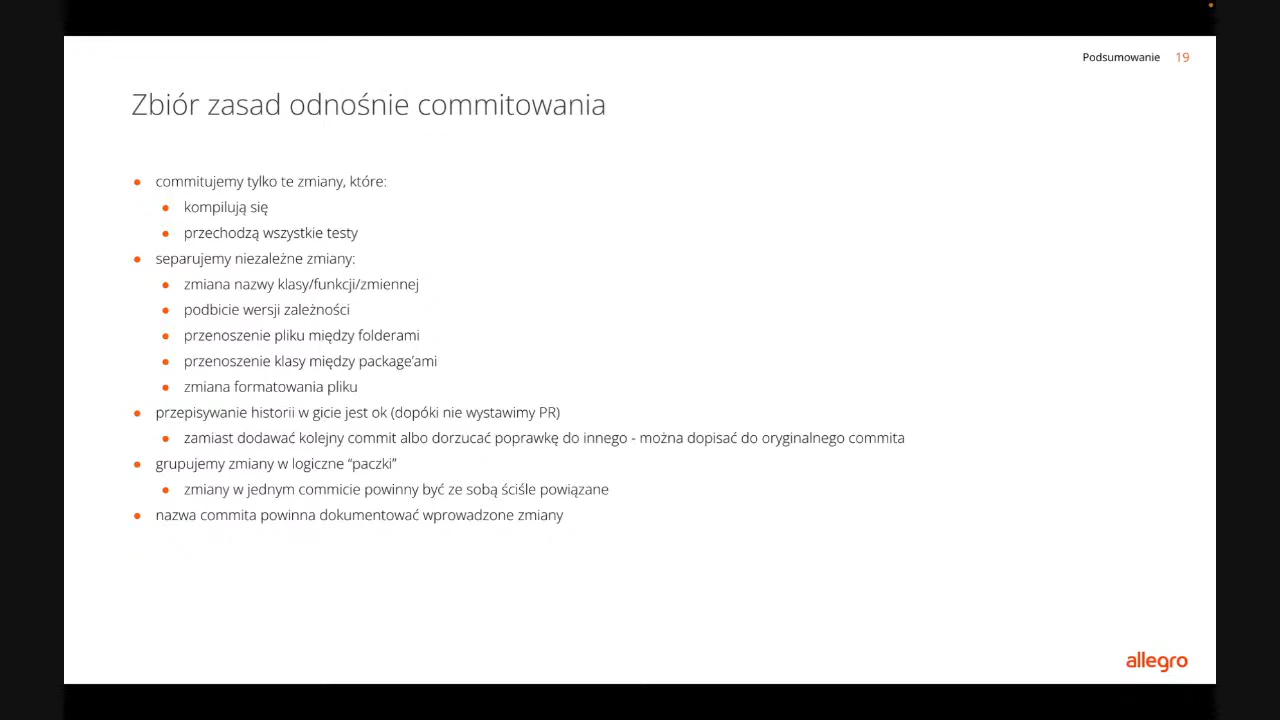 Podsumowanie 19
Zbiór zasad odnośnie commitowania
commitujemy tylko te zmiany, które:
kompilują się
przechodzą wszystkie testy
separujemy niezależne zmiany:
zmiana nazwy klasy/funkcji/zmiennej
podbicie wersji zależności
przenoszenie pliku między folderami
przenoszenie klasy między package’ami
zmiana formatowania pliku
przepisywanie historii w gicie jest ok (dopóki nie wystawimy PR)
zamiast dodawać kolejny commit albo dorzucać poprawkę do innego - można dopisać do oryginalnego commita
grupujemy zmiany w logiczne “paczki”
zmiany w jednym commicie powinny być ze sobą ściśle powiązane
nazwa commita powinna dokumentować wprowadzone zmiany
allegro